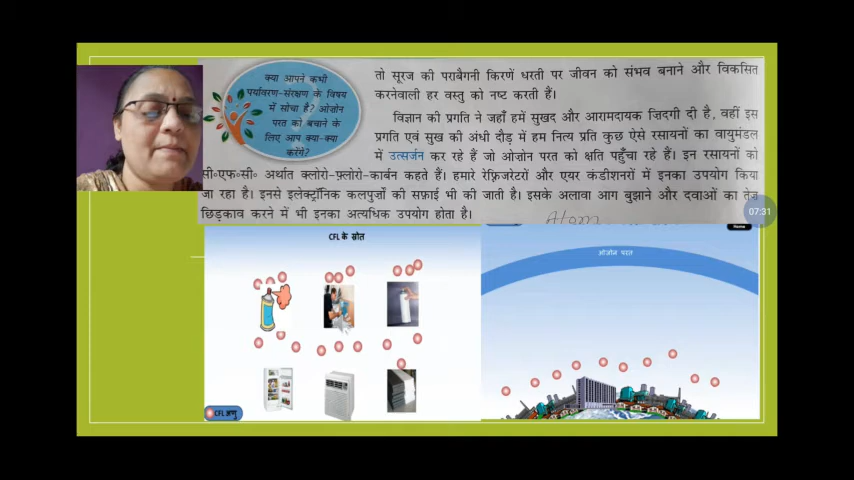 क्या आपने कभी
पर्यावरण-संरक्षण के विषय
में सोचा है? ओज़ोन
परत को बचाने के
लिए आप क्या-क्या
करेंगे?
तो सूरज की पराबैगनी किरणें धरती पर जीवन को संभव बनाने और विकसित
करनेवाली हर वस्तु को नष्ट करती हैं।
विज्ञान की प्रगति ने जहाँ हमें सुखद और आरामदायक ज़िंदगी दी है, वहीं इस
प्रगति एवं सुख की अंधी दौड़ में हम नित्य प्रति कुछ ऐसे रसायनों का वायुमंडल
में उत्सर्जन कर रहे हैं जो ओज़ोन परत को क्षति पहुँचा रहे हैं। इन रसायनों को
सी०एफ०सी० अर्थात क्लोरो-फ़्लोरो-कार्बन कहते हैं। हमारे रेफ्रिजरेटरों और एयर कंडीशनरों में इनका उपयोग किया
जा रहा है। इनसे इलेक्ट्रॉनिक कलपुर्ज़ों की सफ़ाई भी की जाती है। इसके अलावा आग बुझाने और दवाओं का तेज़
छिड़काव करने में भी इनका अत्यधिक उपयोग होता है।
Atom
07:31
Home
CFL के स्रोत
ओजोन परत
CFL अणु